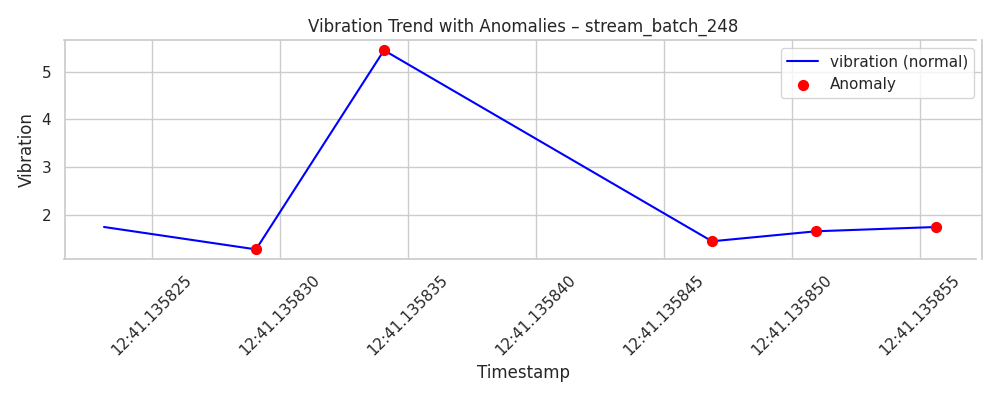 Vibration Trend with Anomalies – stream_batch_248
vibration (normal)
Anomaly
Vibration
5
4
3
2
12:41.135825
12:41.135830
12:41.135835
12:41.135840
12:41.135845
12:41.135850
12:41.135855
Timestamp